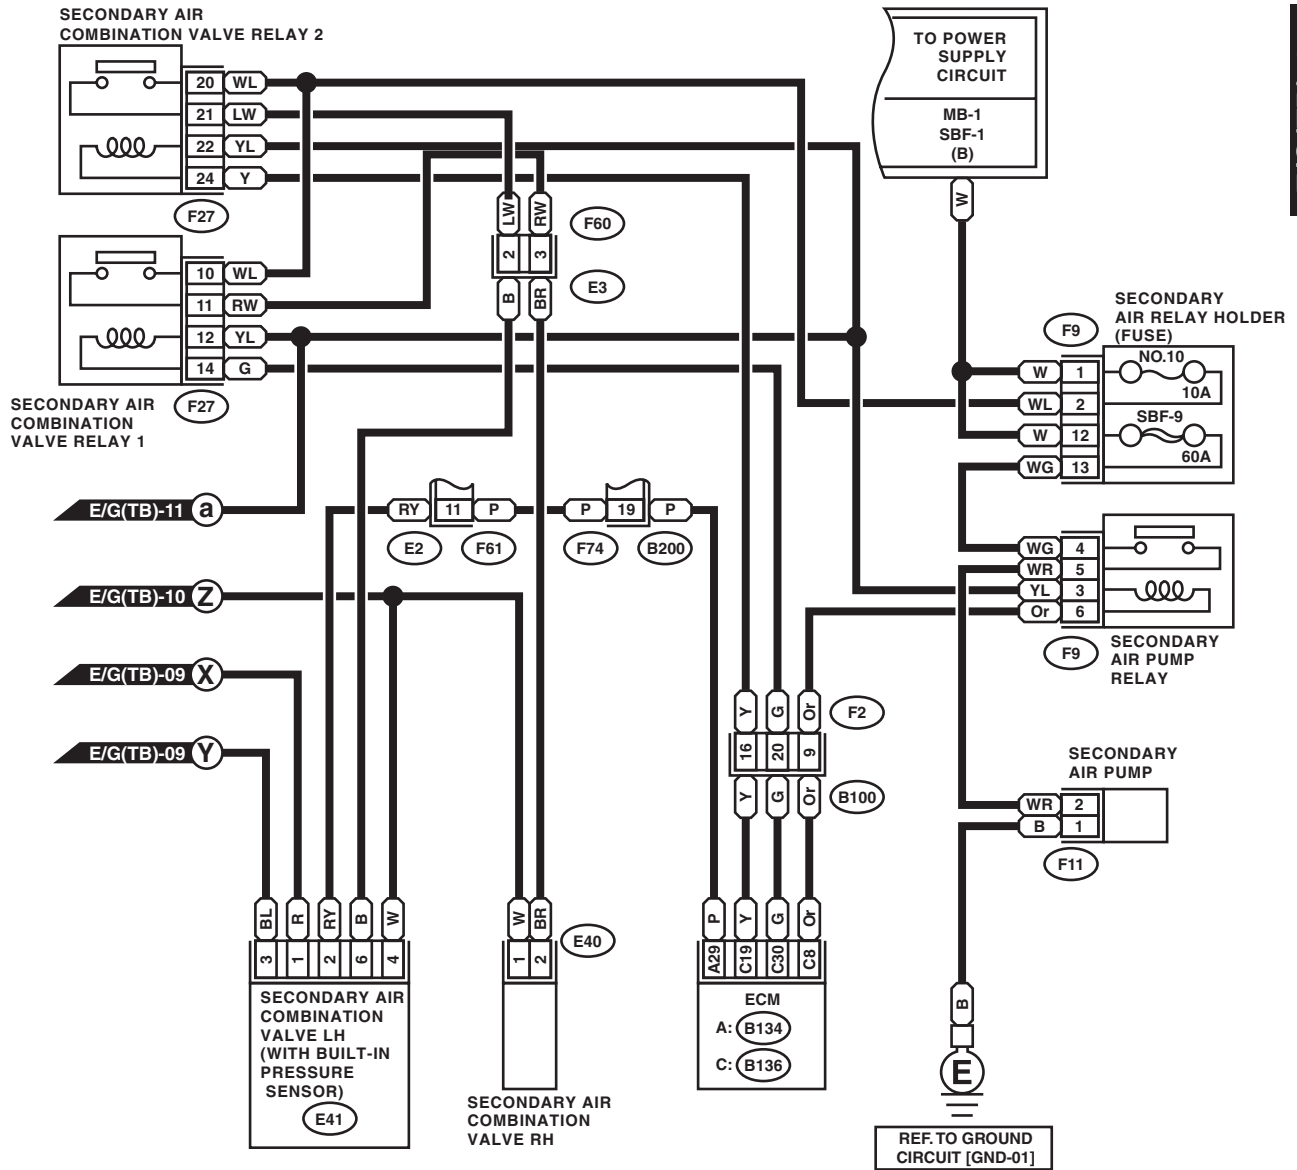 SECONDARY AIR
COMBINATION VALVE RELAY 2
20 WL
21 LW
22 YL
24 Y
F27
10 WL
11 RW
12 YL
14 G
F27
SECONDARY AIR
COMBINATION
VALVE RELAY 1
TO POWER
SUPPLY
CIRCUIT
MB-1
SBF-1
(B)
W
LW RW
F60
2 3
E3
B BR
SECONDARY
AIR RELAY HOLDER
(FUSE)
F9
W 1
NO.10
10A
WL 2
W 12
SBF-9
60A
WG 13
WG 4
WR 5
YL 3
Or 6
F9
SECONDARY
AIR PUMP
RELAY
E/G(TB)-11 a
RY 11 P
P 19 P
E2 F61 F74 B200
E/G(TB)-10 Z
E/G(TB)-09 X
E/G(TB)-09 Y
Y G Or
F2
16 20 9
Y G Or
B100
SECONDARY
AIR PUMP
WR 2
B 1
F11
BL R RY B W
3 1 2 6 4
SECONDARY AIR
COMBINATION
VALVE LH
(WITH BUILT-IN
PRESSURE
SENSOR)
E41
W BR
E40
1 2
SECONDARY AIR
COMBINATION
VALVE RH
P Y G Or
A29 C19 C30 C8
ECM
A: B134
C: B136
B
E
REF. TO GROUND
CIRCUIT [GND-01]